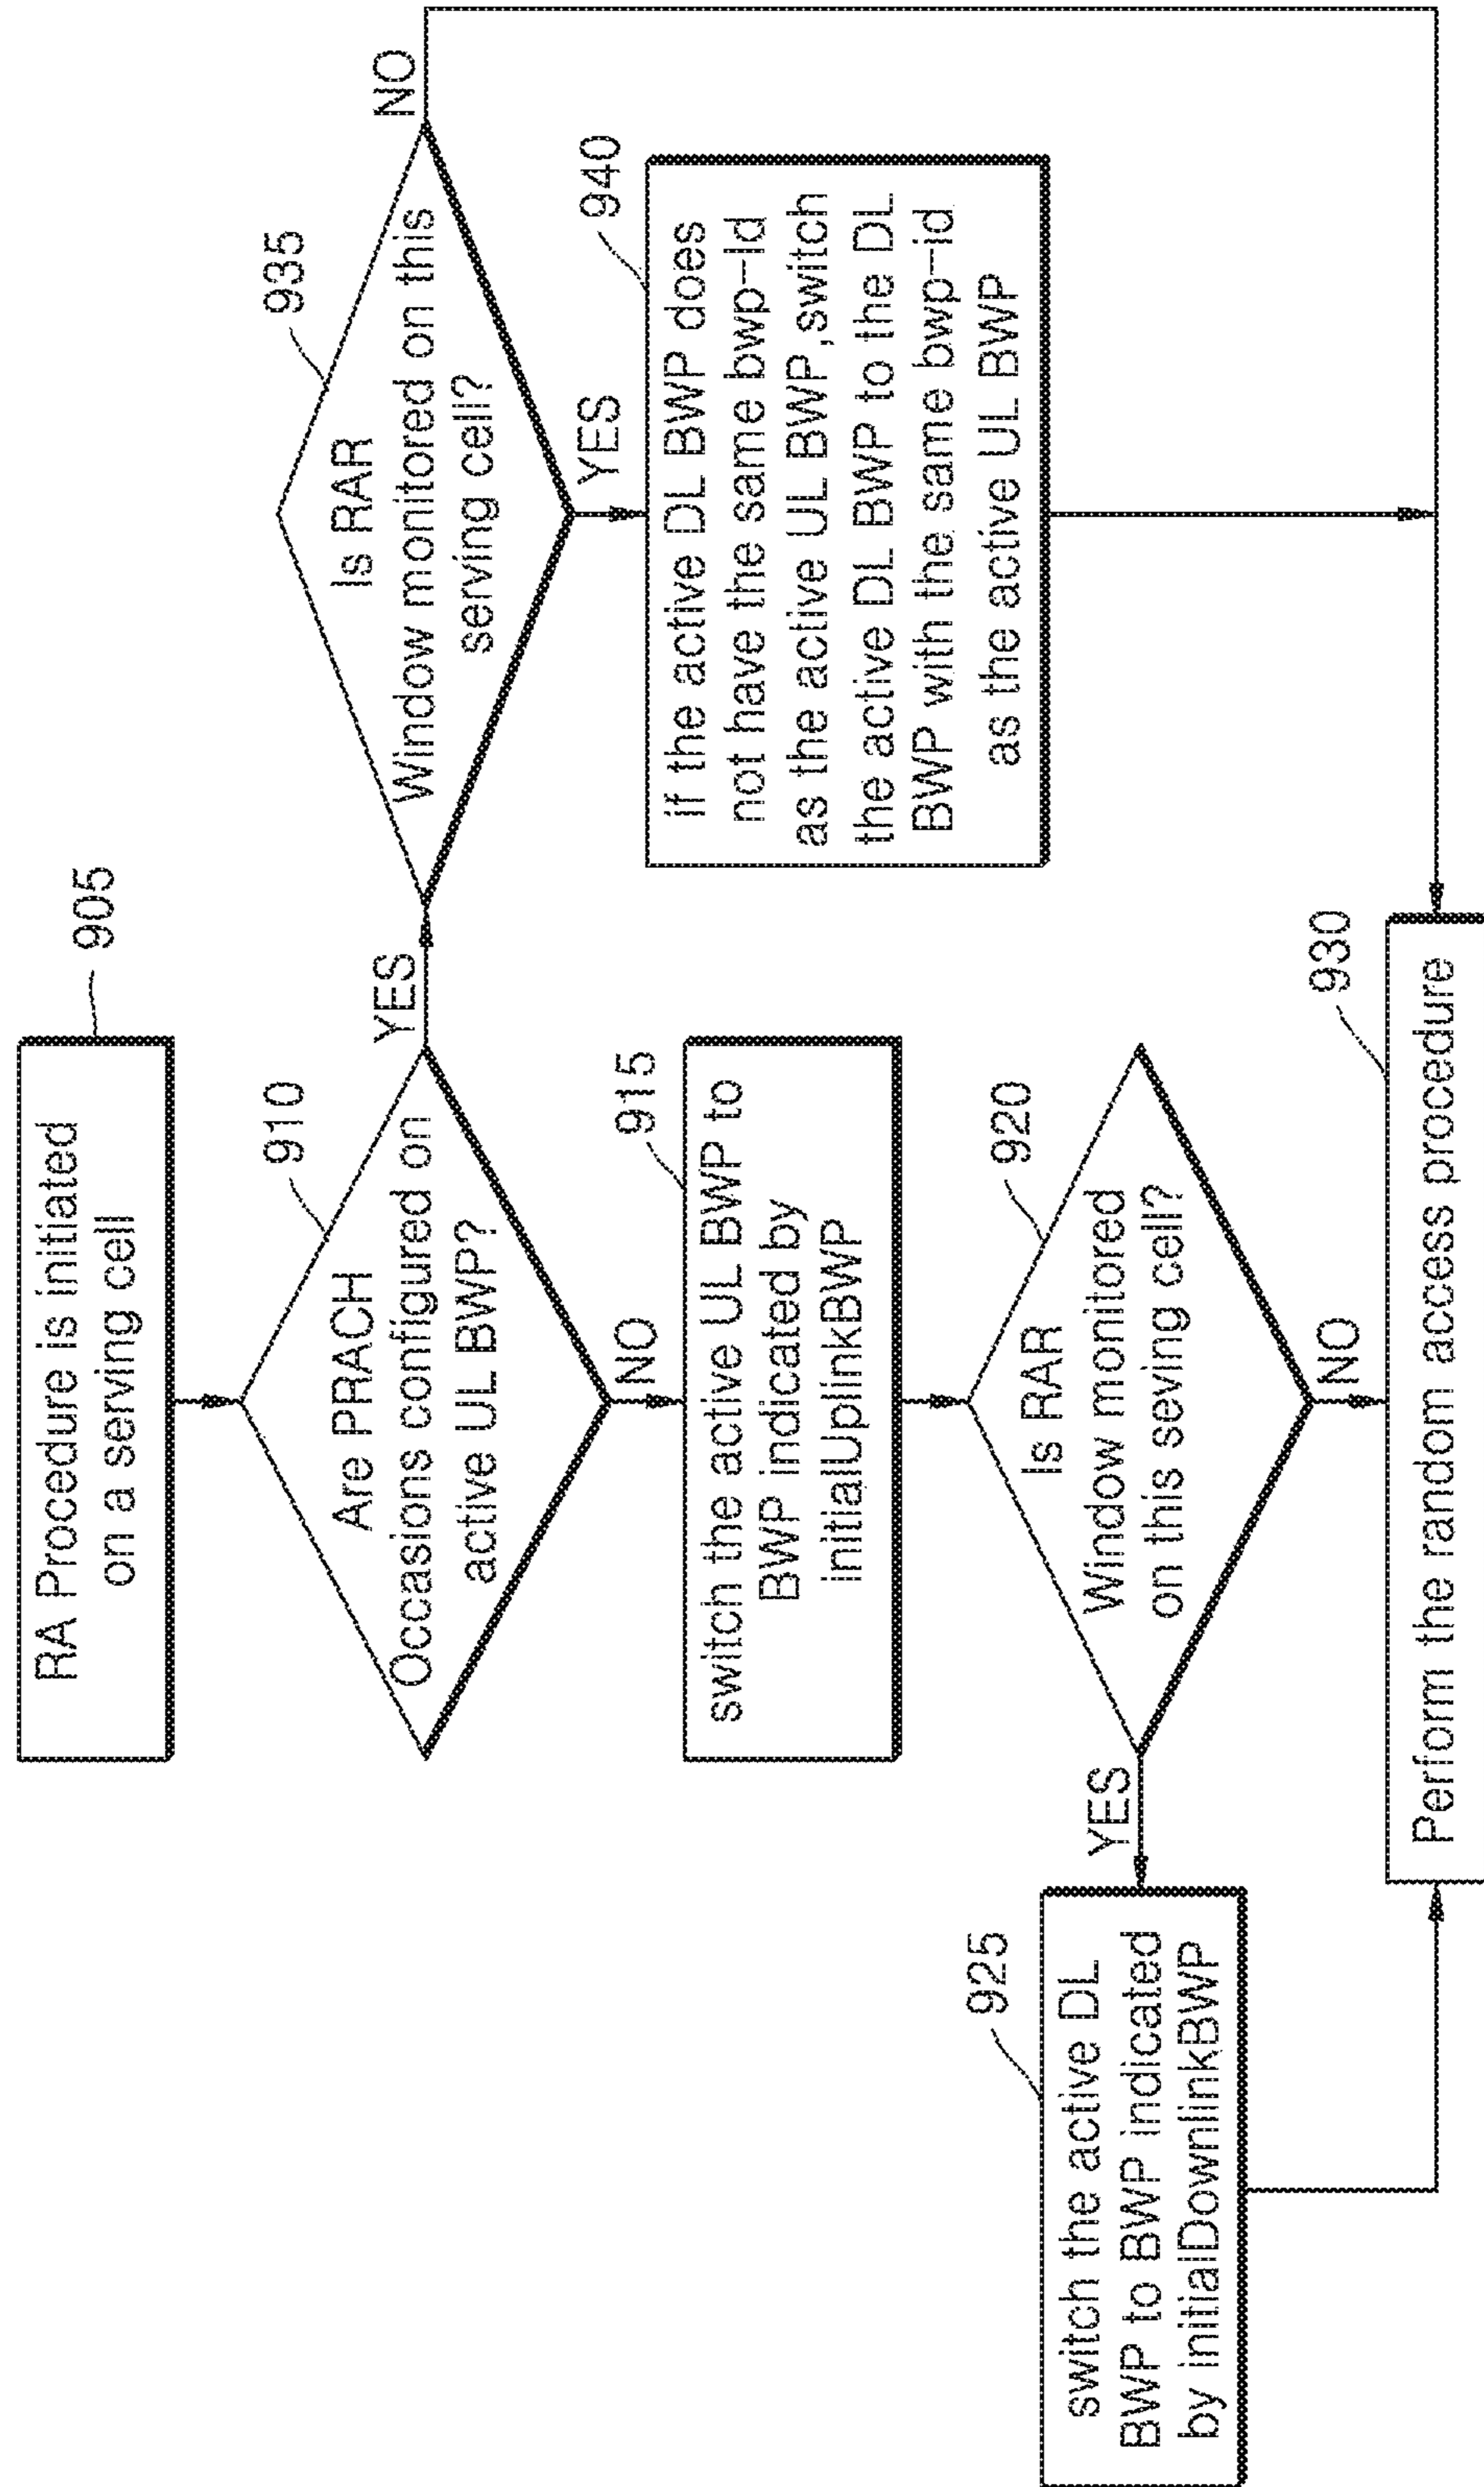 RA Procedure is initiated
on a serving cell
905
Are PRACH
Occasions configured on
active UL BWP?
910
YES
NO
switch the active UL BWP to
BWP indicated by
initialUplinkBWP
915
Is RAR
Window monitored
on this seving cell?
920
YES
NO
switch the active DL
BWP to BWP indicated
by initialDownlinkBWP
925
Perform the random access procedure
930
Is RAR
Window monitored on this
serving cell?
935
NO
YES
if the active DL BWP does
not have the same bwp-Id
as the active UL BWP,switch
the active DL BWP to the DL
BWP with the same bwp-id
as the active UL BWP
940